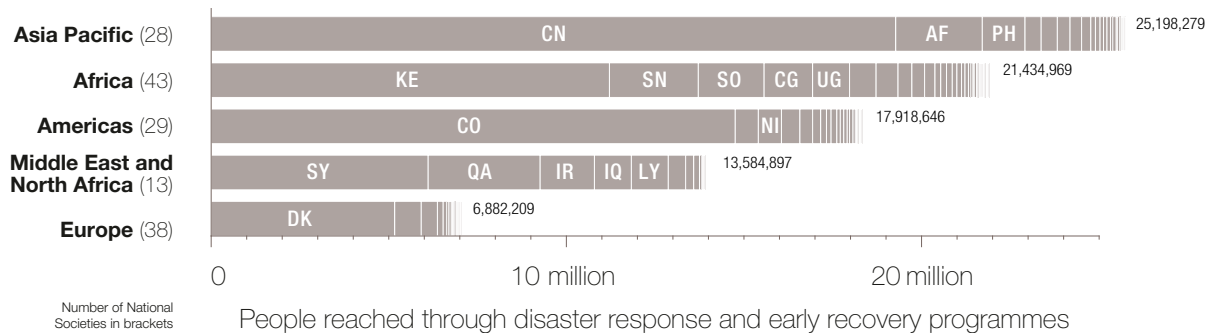 Asia Pacific (28) CN AF PH 25,198,279
Africa (43) KE SN SO CG UG 21,434,969
Americas (29) CO NI 17,918,646
Middle East and
North Africa (13) SY QA IR IQ LY 13,584,897
Europe (38) DK 6,882,209
0 10 million 20 million
Number of National
Societies in brackets
People reached through disaster response and early recovery programmes